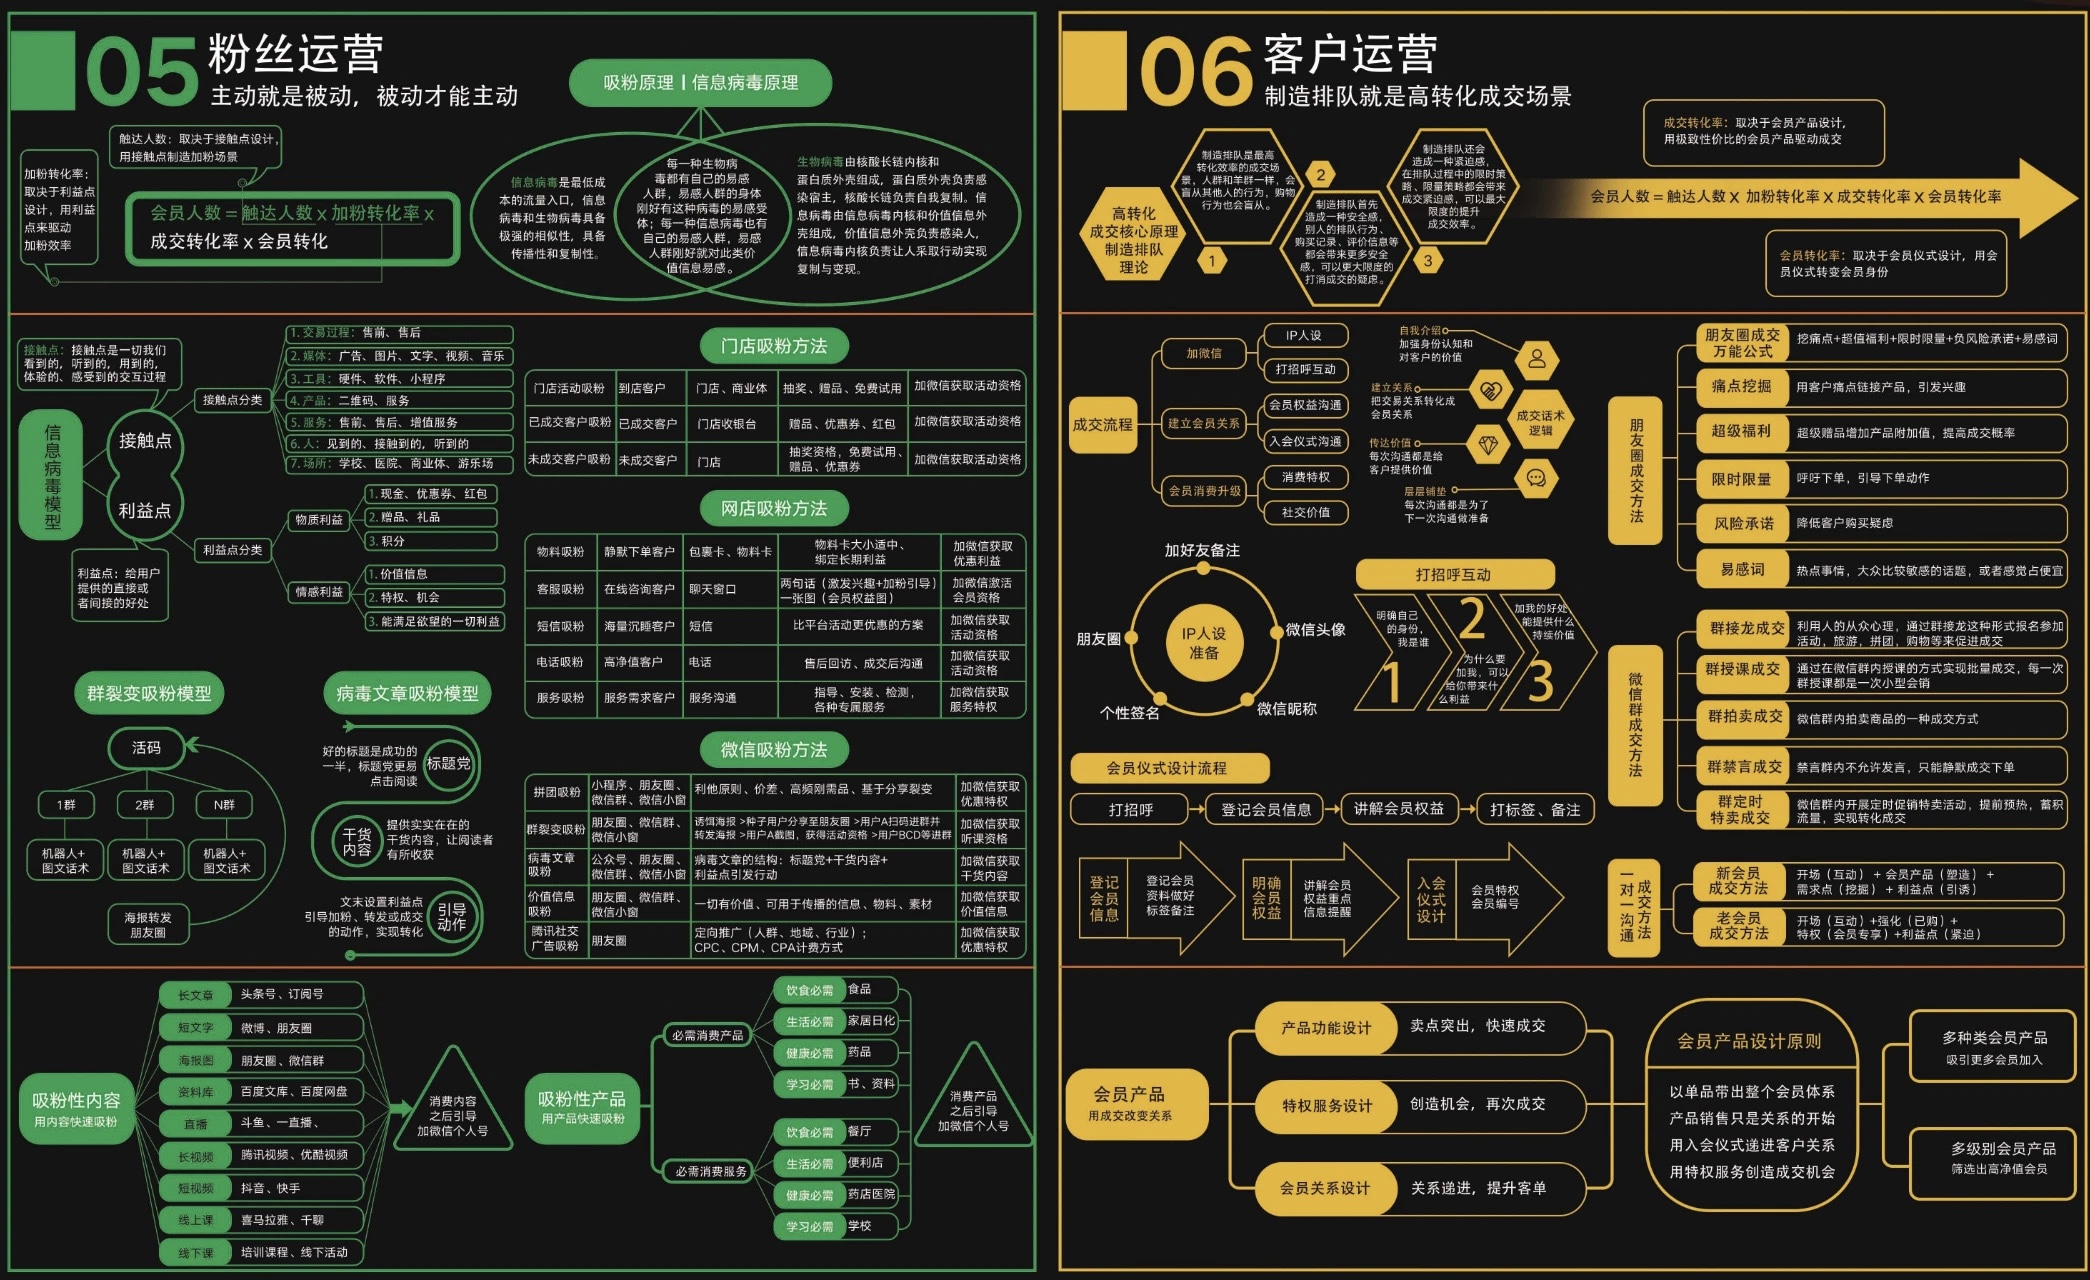 05
粉丝运营
主动就是被动，被动才能主动
触达人数：取决于接触点设计，
用接触点制造加粉场景
加粉转化率：
取决于利益点
设计，用利益
点来驱动
加粉效率
会员人数=触达人数x加粉转化率x
成交转化率x会员转化
吸粉原理 | 信息病毒原理
信息病毒是最低成
本的流量入口，信息
病毒和生物病毒具备
极强的相似性，具备
传播性和复制性。
每一种生物病
毒都有自己的易感
人群，易感人群的身体
刚好有这种病毒的易感受
体；每一种信息病毒也有
自己的易感人群，易感
人群刚好就对此类价
值信息易感。
生物病毒由核酸长链内核和
蛋白质外壳组成，蛋白质外壳负责感
染宿主，核酸长链负责自我复制。信
息病毒由信息病毒内核和价值信息外
壳组成，价值信息外壳负责感染人，
信息病毒内核负责让人采取行动实现
复制与变现。
接触点：接触点是一切我们
看到的，听到的，用到的，
体验的、感受到的交互过程
信息病毒模型
接触点
利益点
利益点：给用户
提供的直接或
者间接的好处
接触点分类
1. 交易过程：售前、售后
2. 媒体：广告、图片、文字、视频、音乐
3. 工具：硬件、软件、小程序
4. 产品：二维码、服务
5. 服务：售前、售后、增值服务
6. 人：见到的、接触到的，听到的
7. 场所：学校、医院、商业体、游乐场
利益点分类
物质利益
1. 现金、优惠券、红包
2. 赠品、礼品
3. 积分
情感利益
1. 价值信息
2. 特权、机会
3. 能满足欲望的一切利益
门店吸粉方法
门店活动吸粉 到店客户 门店、商业体 抽奖、赠品、免费试用 加微信获取活动资格
已成交客户吸粉 已成交客户 门店收银台 赠品、优惠券、红包 加微信获取活动资格
未成交客户吸粉 未成交客户 门店 抽奖资格，免费试用、
赠品、优惠券 加微信获取活动资格
网店吸粉方法
物料吸粉 静默下单客户 包裹卡、物料卡 物料卡大小适中、
绑定长期利益 加微信获取
优惠利益
客服吸粉 在线咨询客户 聊天窗口 两句话（激发兴趣+加粉引导）
一张图（会员权益图） 加微信激活
会员资格
短信吸粉 海量沉睡客户 短信 比平台活动更优惠的方案 加微信获取
活动资格
电话吸粉 高净值客户 电话 售后回访、成交后沟通 加微信获取
活动资格
服务吸粉 服务需求客户 服务沟通 指导、安装、检测，
各种专属服务 加微信获取
服务特权
群裂变吸粉模型
活码
1群 2群 N群
机器人+
图文话术
机器人+
图文话术
机器人+
图文话术
海报转发
朋友圈
病毒文章吸粉模型
好的标题是成功的
一半，标题党更易
点击阅读
标题党
干货
内容
提供实实在在的
干货内容，让阅读者
有所收获
文末设置利益点
引导加粉、转发或成交
的动作，实现转化
引导
动作
微信吸粉方法
拼团吸粉 小程序、朋友圈、
微信群、微信小窗 利他原则、价差、高频刚需品、基于分享裂变 加微信获取
优惠特权
群裂变吸粉 朋友圈、微信群、
微信小窗 诱饵海报 >种子用户分享至朋友圈 >用户A扫码进群并
转发海报 >用户A截图，获得活动资格 >用户BCD等进群 加微信获取
听课资格
病毒文章
吸粉 公众号、朋友圈、
微信群、微信小窗 病毒文章的结构：标题党+干货内容+
利益点引发行动 加微信获取
干货内容
价值信息
吸粉 朋友圈、微信群、
微信小窗 一切有价值、可用于传播的信息、物料、素材 加微信获取
价值信息
腾讯社交
广告吸粉 朋友圈 定向推广（人群、地域、行业）；
CPC、CPM、CPA计费方式 加微信获取
优惠特权
吸粉性内容
用内容快速吸粉
长文章 头条号、订阅号
短文字 微博、朋友圈
海报图 朋友圈、微信群
资料库 百度文库、百度网盘
直播 斗鱼、一直播、
长视频 腾讯视频、优酷视频
短视频 抖音、快手
线上课 喜马拉雅、千聊
线下课 培训课程、线下活动
消费内容
之后引导
加微信个人号
吸粉性产品
用产品快速吸粉
必需消费产品
饮食必需 食品
生活必需 家居日化
健康必需 药品
学习必需 书、资料
必需消费服务
饮食必需 餐厅
生活必需 便利店
健康必需 药店医院
学习必需 学校
消费产品
之后引导
加微信个人号
06
客户运营
制造排队就是高转化成交场景
高转化
成交核心原理
制造排队
理论
制造排队是最高
转化效率的成交场
景，人群和羊群一样，会
盲从其他人的行为，购物
行为也会盲从。
1
2
制造排队首先
造成一种安全感，
别人的排队行为、
购买记录、评价信息等
都会带来更多安全
感，可以更大限度的
打消成交的疑虑。
制造排队还会
造成一种紧迫感，
在排队过程中的限时策
略、限量策略都会带来
成交紧迫感，可以最大
限度的提升
成交效率。
3
成交转化率：取决于会员产品设计，
用极致性价比的会员产品驱动成交
会员人数=触达人数x 加粉转化率x成交转化率x会员转化率
会员转化率：取决于会员仪式设计，用会
员仪式转变会员身份
成交流程
加微信
IP人设
打招呼互动
建立会员关系
会员权益沟通
入会仪式沟通
会员消费升级
消费特权
社交价值
自我介绍
加强身份认知和
对客户的价值
建立关系
把交易关系转化成
会员关系
传达价值
每次沟通都是给
客户提供价值
层层铺垫
每次沟通都是为了
下一次沟通做准备
成交话术
逻辑
加好友备注
朋友圈
微信头像
IP人设
准备
个性签名
微信昵称
打招呼互动
明确自己
的身份，
我是谁
1
2
为什么要
加我，可以
给你带来什
么利益
加我的好处
能提供什么
持续价值
3
会员仪式设计流程
打招呼 登记会员信息 讲解会员权益 打标签、备注
登记
会员
信息
登记会员
资料做好
标签备注
明确
会员
权益
讲解会员
权益重点
信息提醒
入会
仪式
设计
会员特权
会员编号
朋友圈成交方法
朋友圈成交
万能公式
挖痛点+超值福利+限时限量+负风险承诺+易感词
痛点挖掘 用客户痛点链接产品，引发兴趣
超级福利 超级赠品增加产品附加值，提高成交概率
限时限量 呼吁下单，引导下单动作
风险承诺 降低客户购买疑虑
易感词 热点事情，大众比较敏感的话题，或者感觉占便宜
微信群成交方法
群接龙成交 利用人的从众心理，通过群接龙这种形式报名参加
活动，旅游，拼团，购物等来促进成交
群授课成交 通过在微信群内授课的方式实现批量成交，每一次
群授课都是一次小型会销
群拍卖成交 微信群内拍卖商品的一种成交方式
群禁言成交 禁言群内不允许发言，只能静默成交下单
群定时
特卖成交
微信群内开展定时促销特卖活动，提前预热，蓄积
流量，实现转化成交
一对一沟通
成交方法
新会员
成交方法
开场（互动）+会员产品（塑造）+
需求点（挖掘）+利益点（引诱）
老会员
成交方法
开场（互动）+强化（已购）+
特权（会员专享）+利益点（紧迫）
会员产品
用成交改变关系
产品功能设计 卖点突出，快速成交
特权服务设计 创造机会，再次成交
会员关系设计 关系递进，提升客单
会员产品设计原则
以单品带出整个会员体系
产品销售只是关系的开始
用入会仪式递进客户关系
用特权服务创造成交机会
多种类会员产品
吸引更多会员加入
多级别会员产品
筛选出高净值会员